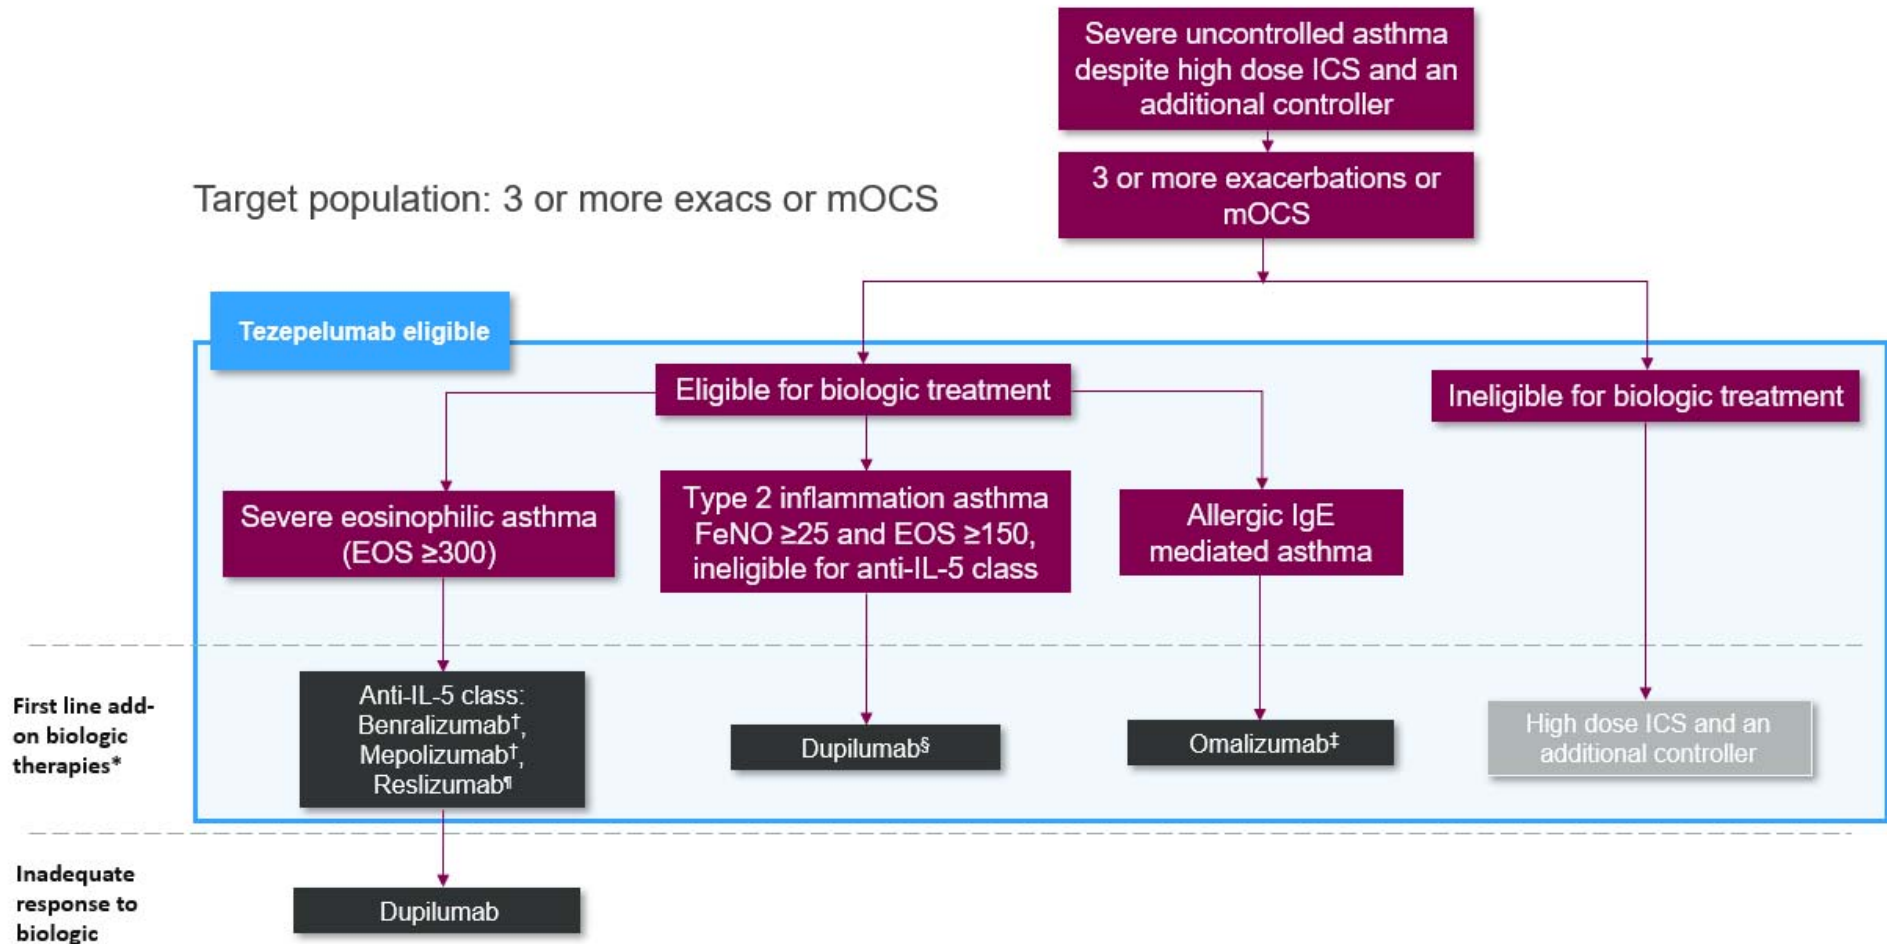 Severe uncontrolled asthma
despite high dose ICS and an
additional controller
3 or more exacerbations or
mOCS
Target population: 3 or more exacs or mOCS
Tezepelumab eligible
Eligible for biologic treatment
Ineligible for biologic treatment
Severe eosinophilic asthma
(EOS ≥300)
Type 2 inflammation asthma
FeNO ≥25 and EOS ≥150,
ineligible for anti-IL-5 class
Allergic IgE
mediated asthma
First line add-
on biologic
therapies*
Anti-IL-5 class:
Benralizumab†,
Mepolizumab†,
Reslizumab¶
Dupilumab§
Omalizumab‡
High dose ICS and an
additional controller
Inadequate
response to
biologic
Dupilumab